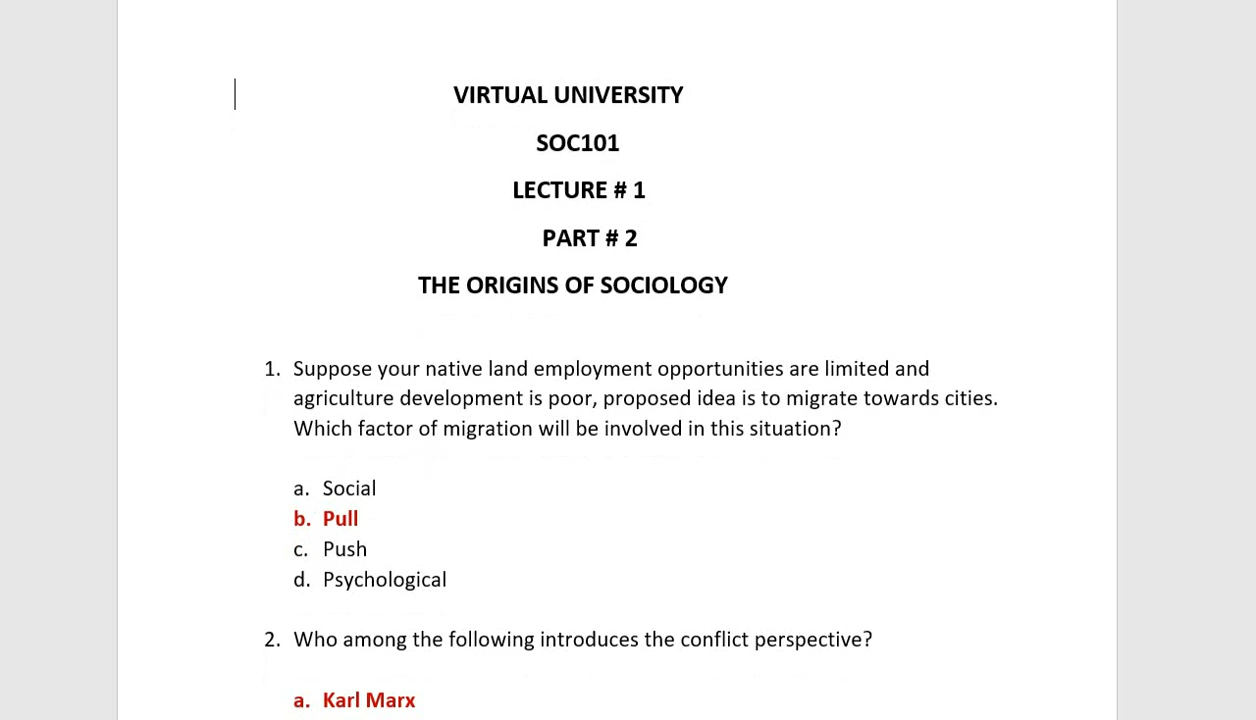 VIRTUAL UNIVERSITY
SOC101
LECTURE # 1
PART # 2
THE ORIGINS OF SOCIOLOGY
1. Suppose your native land employment opportunities are limited and
agriculture development is poor, proposed idea is to migrate towards cities.
Which factor of migration will be involved in this situation?
a. Social
b. Pull
c. Push
d. Psychological
2. Who among the following introduces the conflict perspective?
a. Karl Marx